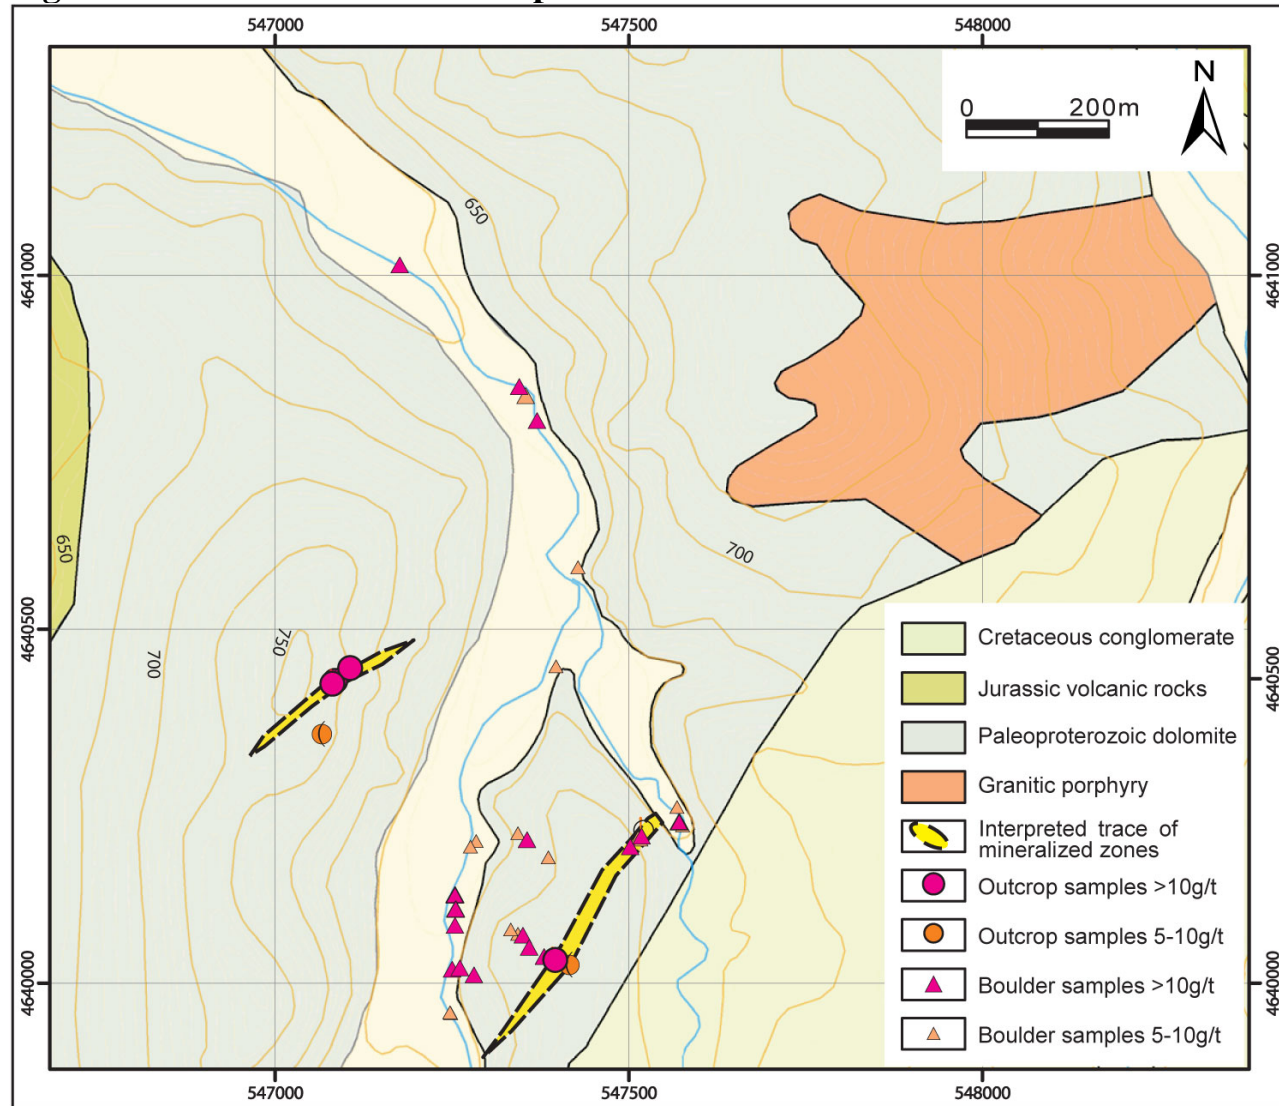 547000 547500 548000
N
0 200m
650
4641000
4641000
700
650
750
700
4640500
4640500
4640000
4640000
Cretaceous conglomerate
Jurassic volcanic rocks
Paleoproterozoic dolomite
Granitic porphyry
Interpreted trace of
mineralized zones
Outcrop samples >10g/t
Outcrop samples 5-10g/t
Boulder samples >10g/t
Boulder samples 5-10g/t
547000 547500 548000